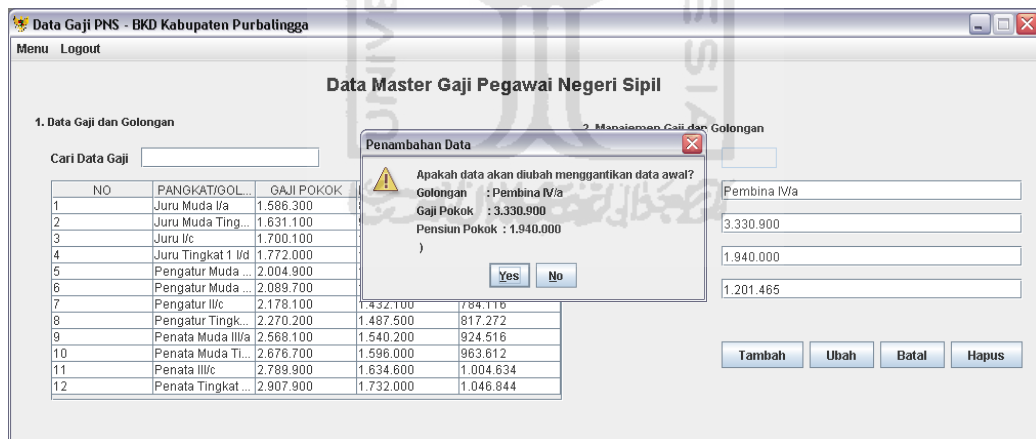 Data Gaji PNS - BKD Kabupaten Purbalingga
Menu Logout
Data Master Gaji Pegawai Negeri Sipil
1. Data Gaji dan Golongan
2. Manajemen Gaji dan Golongan
Cari Data Gaji
NO PANGKAT/GOL... GAJI POKOK
1 Juru Muda I/a 1.586.300
2 Juru Muda Ting... 1.631.100
3 Juru I/c 1.700.100
4 Juru Tingkat 1 I/d 1.772.000
5 Pengatur Muda ... 2.004.900
6 Pengatur Muda ... 2.089.700
7 Pengatur II/c 2.178.100 1.432.100 784.116
8 Pengatur Tingk... 2.270.200 1.487.500 817.272
9 Penata Muda III/a 2.568.100 1.540.200 924.516
10 Penata Muda Ti... 2.676.700 1.596.000 963.612
11 Penata III/c 2.789.900 1.634.600 1.004.634
12 Penata Tingkat ... 2.907.900 1.732.000 1.046.844
Penambahan Data
Apakah data akan diubah menggantikan data awal?
Golongan : Pembina IV/a
Gaji Pokok : 3.330.900
Pensiun Pokok : 1.940.000
)
Yes No
Pembina IV/a
3.330.900
1.940.000
1.201.465
Tambah Ubah Batal Hapus